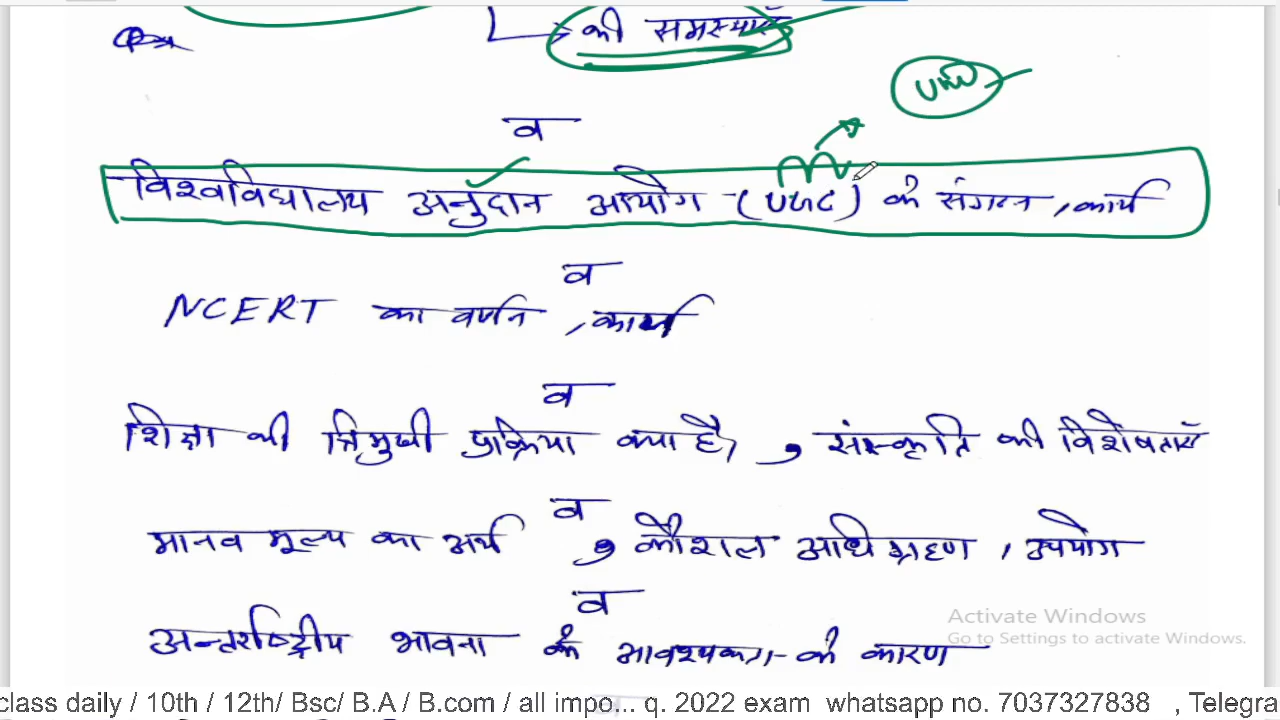 की समस्याएँ
Uni
व
विश्वविद्यालय अनुदान आयोग (UGC) के संगठन, कार्य
व
NCERT का वर्णन, कार्य
व
शिक्षा की त्रिमुखी प्रक्रिया क्या है, , संस्कृति की विशेषताएँ
व
मानव मूल्य का अर्थ , कौशल अधिग्रहण, उपयोग
व
अन्तर्राष्ट्रीय भावना के आवश्यकता के कारण
Activate Windows
Go to Settings to activate Windows.
class daily / 10th / 12th/ Bsc/ B.A / B.com / all impo,.. q. 2022 exam whatsapp no. 7037327838 , Telegra